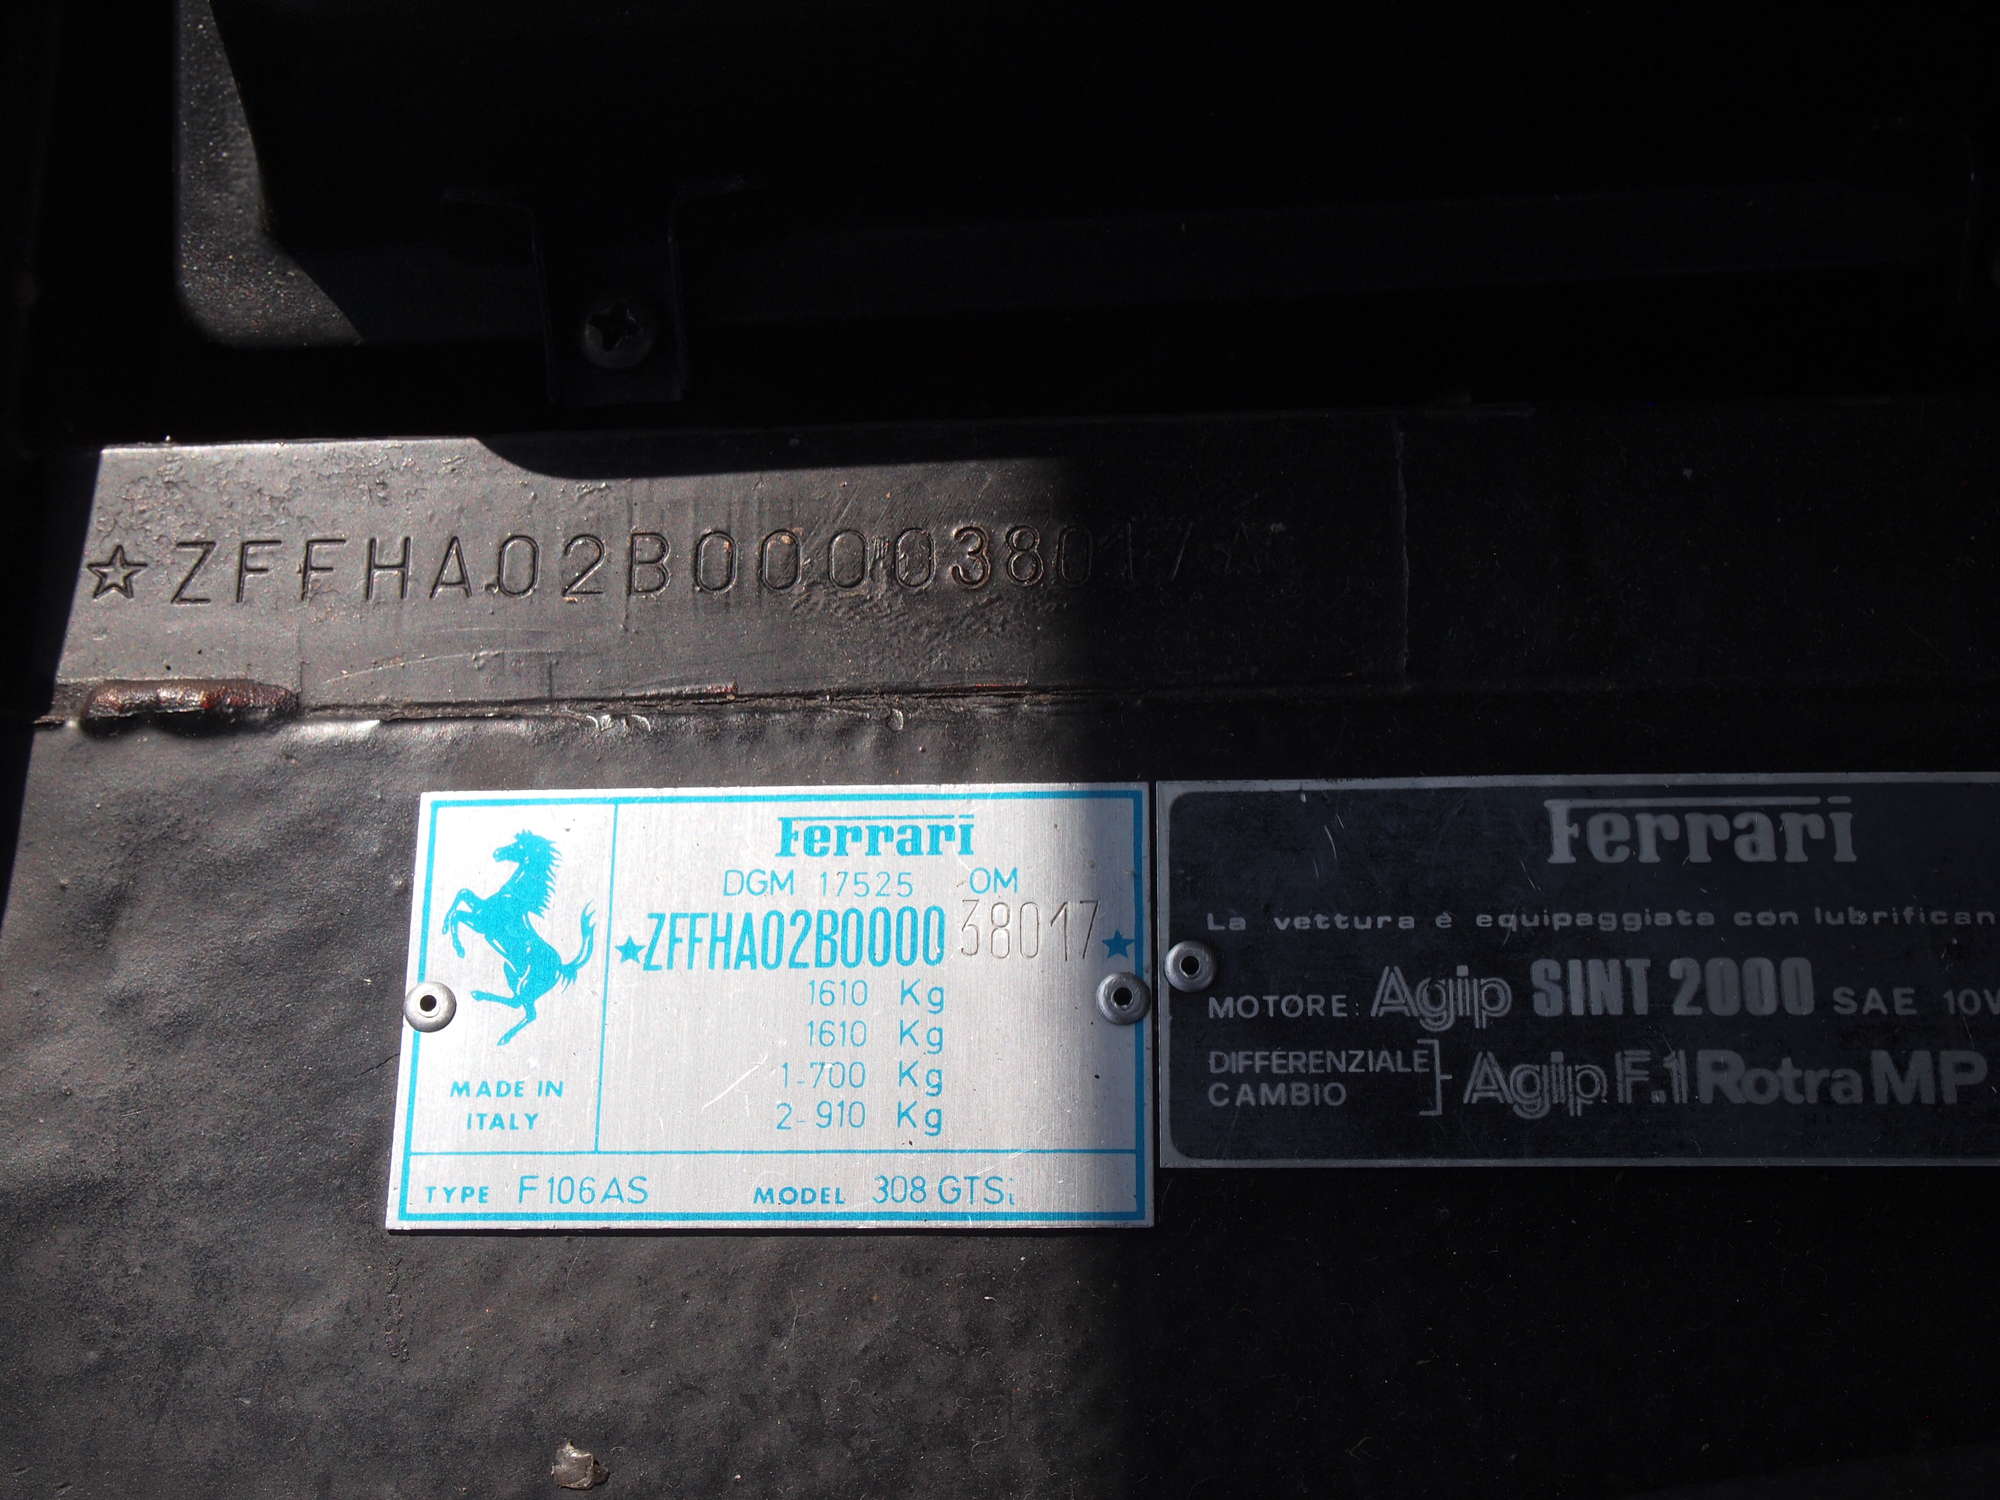 ☆ZFFHA02B000038017☆
Ferrari
DGM 17525 OM
★ZFFHA02B000038017★
1610 Kg
1610 Kg
1-700 Kg
2-910 Kg
MADE IN
ITALY
TYPE F106AS MODEL 308 GTSi
Ferrari
La vettura è equipaggiata con lubrifican
MOTORE: Agip SINT 2000 SAE 10W
DIFFERENZIALE
CAMBIO
Agip F.1 Rotra MP